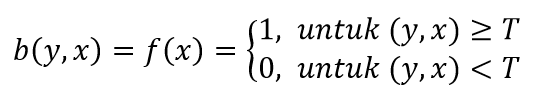 b(y, x) = f(x) = {1, untuk (y, x) ≥ T
0, untuk (y, x) < T